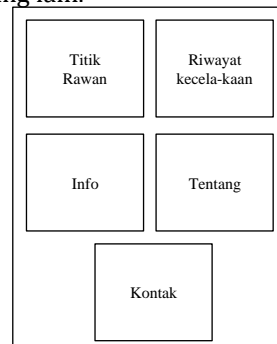 Titik
Rawan
Riwayat
kecela-kaan
Info
Tentang
Kontak